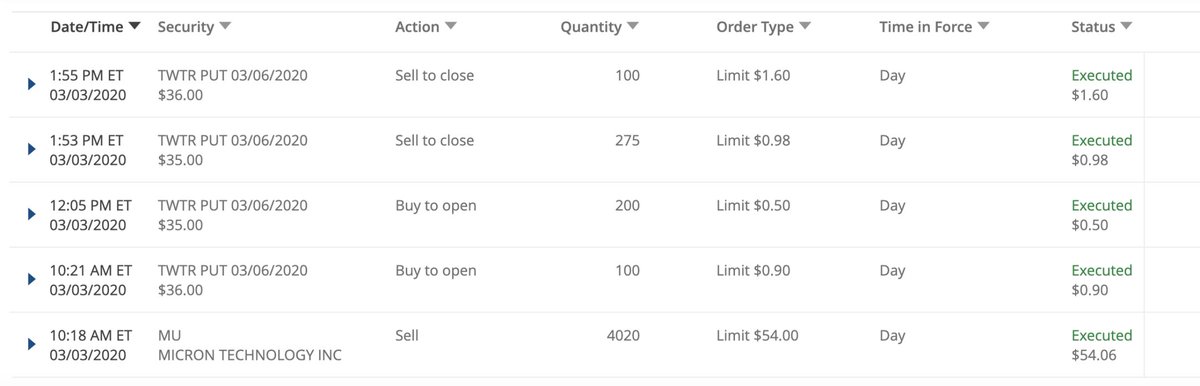 Date/Time Security Action Quantity Order Type Time in Force Status
1:55 PM ET TWTR PUT 03/06/2020 Sell to close 100 Limit $1.60 Day Executed
03/03/2020 $36.00 $1.60
1:53 PM ET TWTR PUT 03/06/2020 Sell to close 275 Limit $0.98 Day Executed
03/03/2020 $35.00 $0.98
12:05 PM ET TWTR PUT 03/06/2020 Buy to open 200 Limit $0.50 Day Executed
03/03/2020 $35.00 $0.50
10:21 AM ET TWTR PUT 03/06/2020 Buy to open 100 Limit $0.90 Day Executed
03/03/2020 $36.00 $0.90
10:18 AM ET MU Sell 4020 Limit $54.00 Day Executed
03/03/2020 MICRON TECHNOLOGY INC $54.06